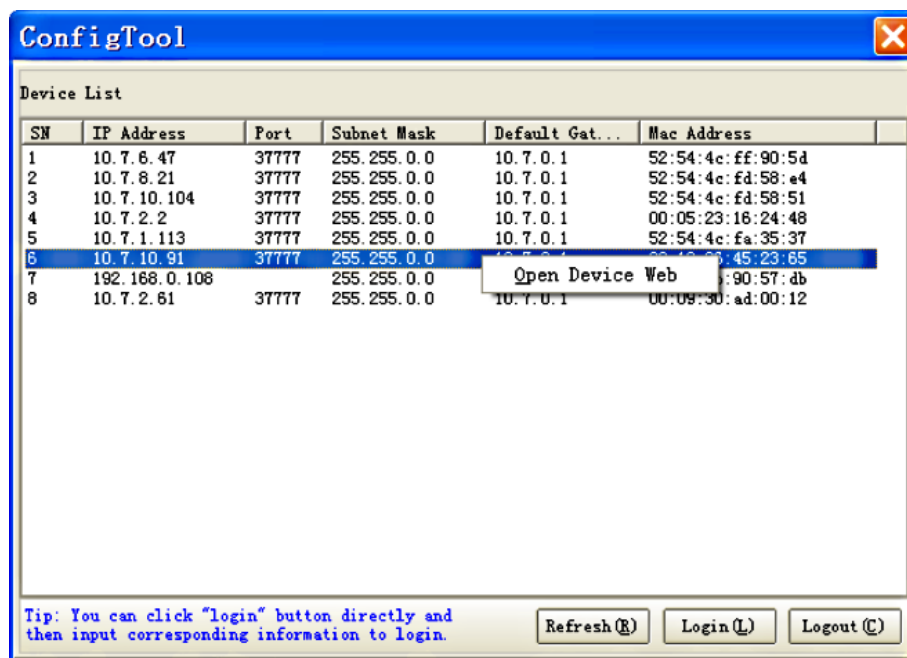 ConfigTool
Device List
SN IP Address Port Subnet Mask Default Gat... Mac Address
1 10.7.6.47 37777 255.255.0.0 10.7.0.1 52:54:4c:ff:90:5d
2 10.7.8.21 37777 255.255.0.0 10.7.0.1 52:54:4c:fd:58:e4
3 10.7.10.104 37777 255.255.0.0 10.7.0.1 52:54:4c:fd:58:51
4 10.7.2.2 37777 255.255.0.0 10.7.0.1 00:05:23:16:24:48
5 10.7.1.113 37777 255.255.0.0 10.7.0.1 52:54:4c:fa:35:37
6 10.7.10.91 37777 255.255.0.0 :45:23:65
Open Device Web
7 192.168.0.108 255.255.0.0 :90:57:db
8 10.7.2.61 37777 255.255.0.0 10.7.0.1 00:09:30:ad:00:12
Tip: You can click "login" button directly and
then input corresponding information to login.
Refresh(R) Login(L) Logout(C)